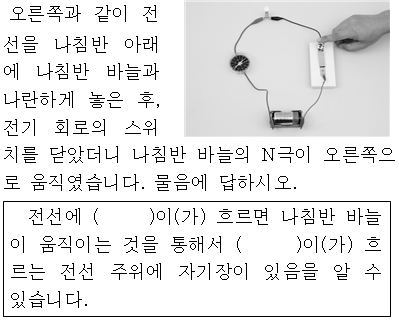 오른쪽과 같이 전
선을 나침반 아래
에 나침반 바늘과
나란하게 놓은 후,
전기 회로의 스위
치를 닫았더니 나침반 바늘의 N극이 오른쪽으
로 움직였습니다. 물음에 답하시오.
전선에 (      )이(가) 흐르면 나침반 바늘
이 움직이는 것을 통해서 (      )이(가) 흐
르는 전선 주위에 자기장이 있음을 알 수
있습니다.